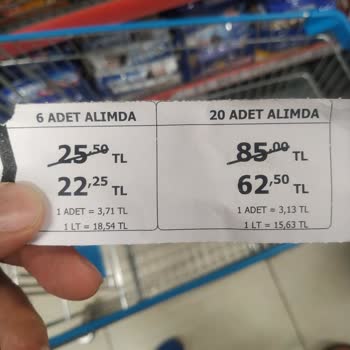 6 ADET ALIMDA
25,50 TL
22,25 TL
1 ADET = 3,71 TL
1 LT = 18,54 TL
20 ADET ALIMDA
85,00 TL
62,50 TL
1 ADET = 3,13 TL
1 LT = 15,63 TL